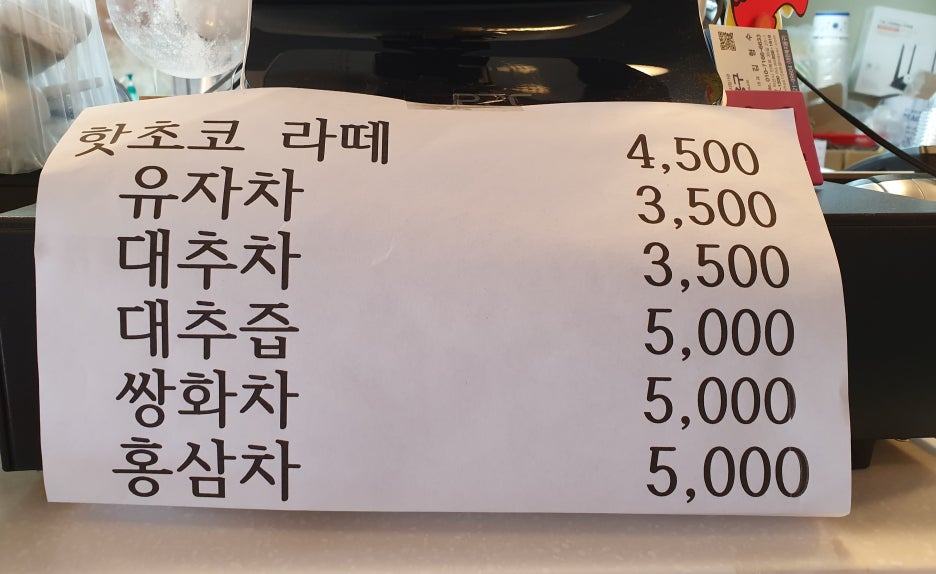 핫초코 라떼 4,500
유자차 3,500
대추차 3,500
대추즙 5,000
쌍화차 5,000
홍삼차 5,000